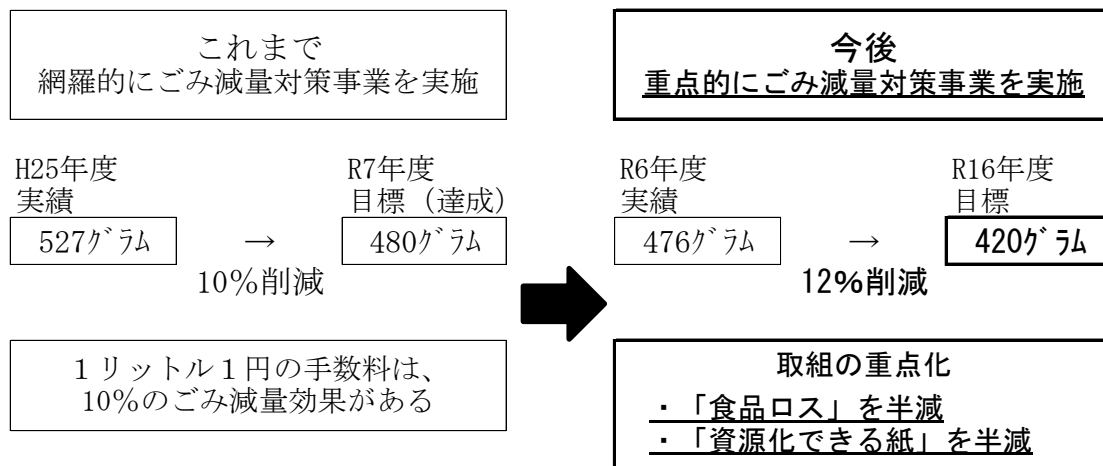 これまで
網羅的にごみ減量対策事業を実施
H25年度
実績
527グラム
→
10％削減
R7年度
目標（達成）
480グラム
１リットル１円の手数料は、
10％のごみ減量効果がある
今後
重点的にごみ減量対策事業を実施
R6年度
実績
476グラム
→
12％削減
R16年度
目標
420グラム
取組の重点化
・「食品ロス」を半減
・「資源化できる紙」を半減